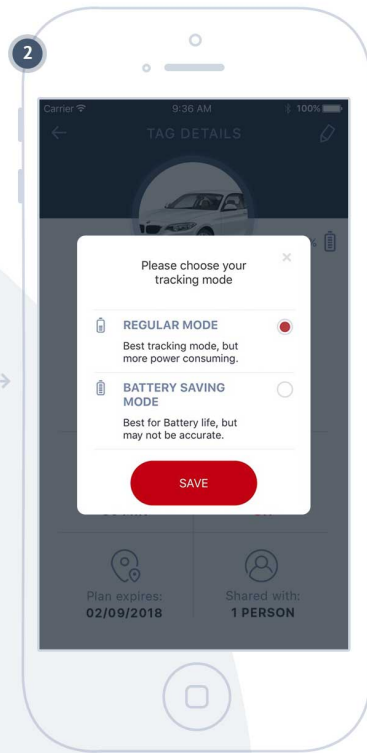 2
Carrier 9:36 AM 100%
TAG DETAILS
%
Please choose your
tracking mode
REGULAR MODE
Best tracking mode, but
more power consuming.
BATTERY SAVING
MODE
Best for Battery life, but
may not be accurate.
SAVE
Plan expires: Shared with:
02/09/2018 1 PERSON